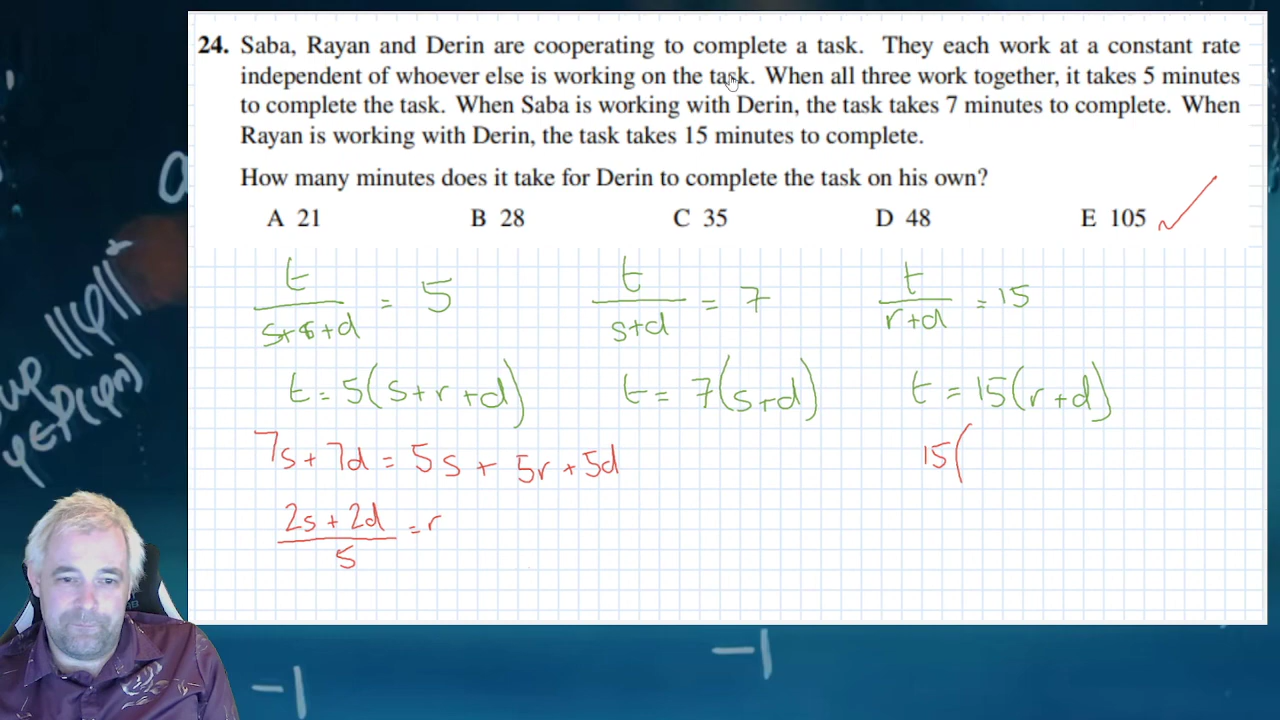 24. Saba, Rayan and Derin are cooperating to complete a task. They each work at a constant rate
independent of whoever else is working on the task. When all three work together, it takes 5 minutes
to complete the task. When Saba is working with Derin, the task takes 7 minutes to complete. When
Rayan is working with Derin, the task takes 15 minutes to complete.
How many minutes does it take for Derin to complete the task on his own?
A 21 B 28 C 35 D 48 E 105
t/(s+r+d) = 5 t/(s+d) = 7 t/(r+d) = 15
t = 5(s+r+d) t = 7(s+d) t = 15(r+d)
7s+7d = 5s + 5r + 5d 15(
(2s+2d)/5 = r
||φ||
-1
-1